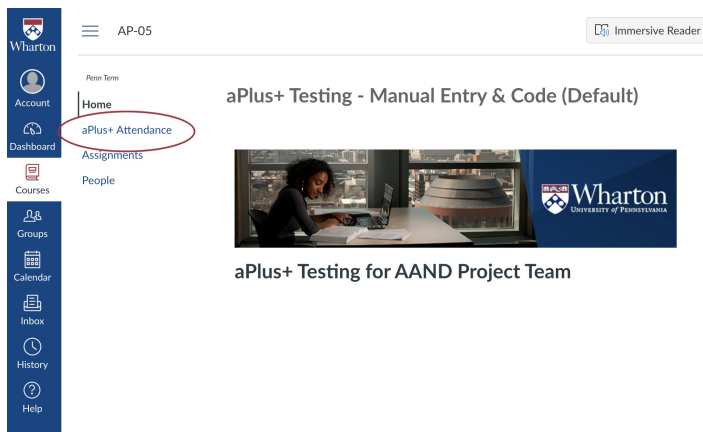 Wharton
Account
Dashboard
Courses
Groups
Calendar
Inbox
History
Help
AP-05
Immersive Reader
Penn Term
Home
aPlus+ Attendance
Assignments
People
aPlus+ Testing - Manual Entry & Code (Default)
Wharton
UNIVERSITY of PENNSYLVANIA
aPlus+ Testing for AAND Project Team